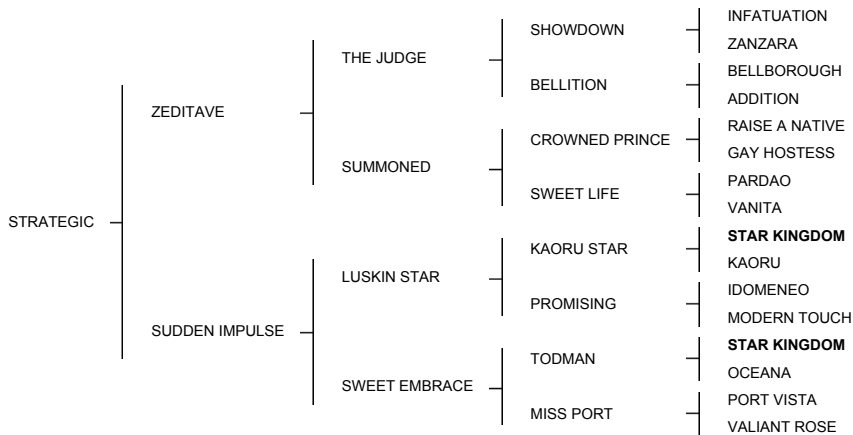 INFATUATION
SHOWDOWN
ZANZARA
THE JUDGE
BELLBOROUGH
BELLITION
ADDITION
ZEDITAVE
RAISE A NATIVE
CROWNED PRINCE
GAY HOSTESS
SUMMONED
PARDAO
SWEET LIFE
VANITA
STRATEGIC
STAR KINGDOM
KAORU STAR
KAORU
LUSKIN STAR
IDOMENEO
PROMISING
MODERN TOUCH
SUDDEN IMPULSE
STAR KINGDOM
TODMAN
OCEANA
SWEET EMBRACE
PORT VISTA
MISS PORT
VALIANT ROSE